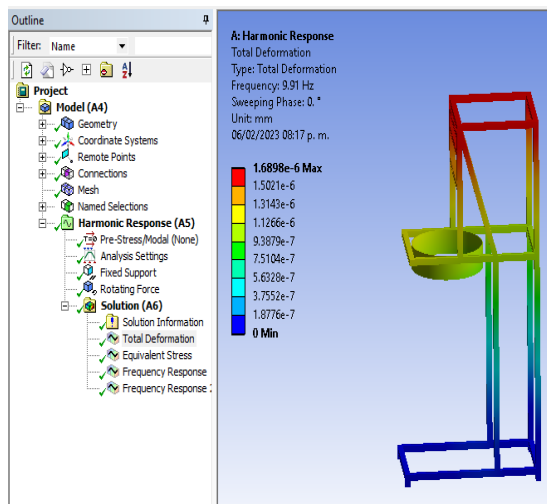 Outline
Filter: Name
Project
Model (A4)
Geometry
Coordinate Systems
Remote Points
Connections
Mesh
Named Selections
Harmonic Response (A5)
Pre-Stress/Modal (None)
Analysis Settings
Fixed Support
Rotating Force
Solution (A6)
Solution Information
Total Deformation
Equivalent Stress
Frequency Response
Frequency Response
A: Harmonic Response
Total Deformation
Type: Total Deformation
Frequency: 9.91 Hz
Sweeping Phase: 0. °
Unit: mm
06/02/2023 08:17 p. m.
1.6898e-6 Max
1.5021e-6
1.3143e-6
1.1266e-6
9.3879e-7
7.5104e-7
5.6328e-7
3.7552e-7
1.8776e-7
0 Min